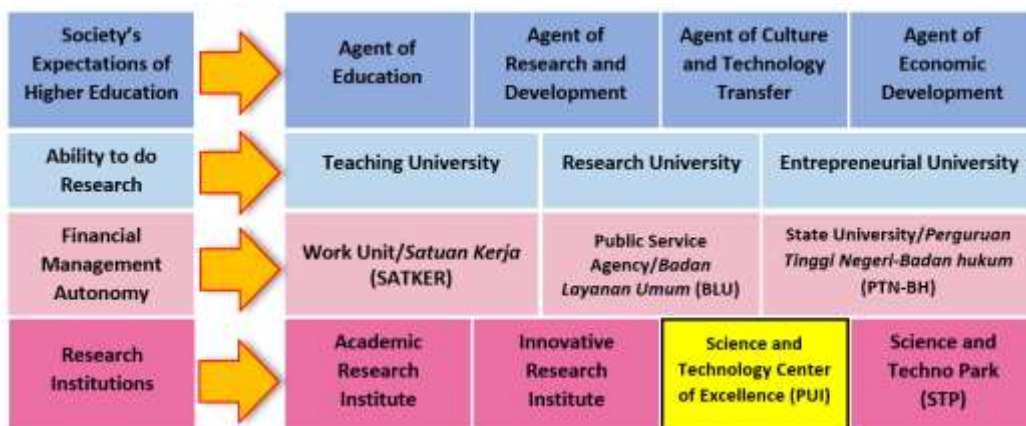 Society's
Expectations of
Higher Education
Agent of
Education
Agent of
Research and
Development
Agent of Culture
and Technology
Transfer
Agent of
Economic
Development
Ability to do
Research
Teaching University
Research University
Entrepreneurial University
Financial
Management
Autonomy
Work Unit/Satuan Kerja
(SATKER)
Public Service
Agency/Badan
Layanan Umum (BLU)
State University/Perguruan
Tinggi Negeri-Badan hukum
(PTN-BH)
Research
Institutions
Academic
Research
Institute
Innovative
Research
Institute
Science and
Technology Center
of Excellence (PUI)
Science and
Techno Park
(STP)